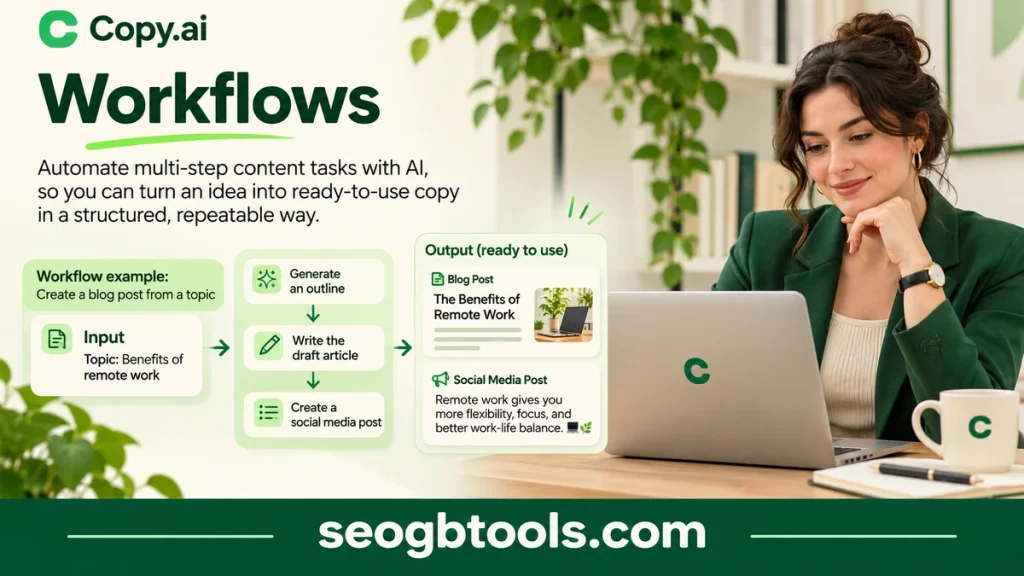 Copy.ai
Workflows
Automate multi-step content tasks with AI,
so you can turn an idea into ready-to-use copy
in a structured, repeatable way.
Workflow example:
Create a blog post from a topic
Input
Topic: Benefits of
remote work
Generate
an outline
Write the
draft article
Create a
social media post
Output (ready to use)
Blog Post
The Benefits of
Remote Work
Social Media Post
Remote work gives you
more flexibility, focus, and
better work-life balance. 💻🌿
C
C
seogbtools.com